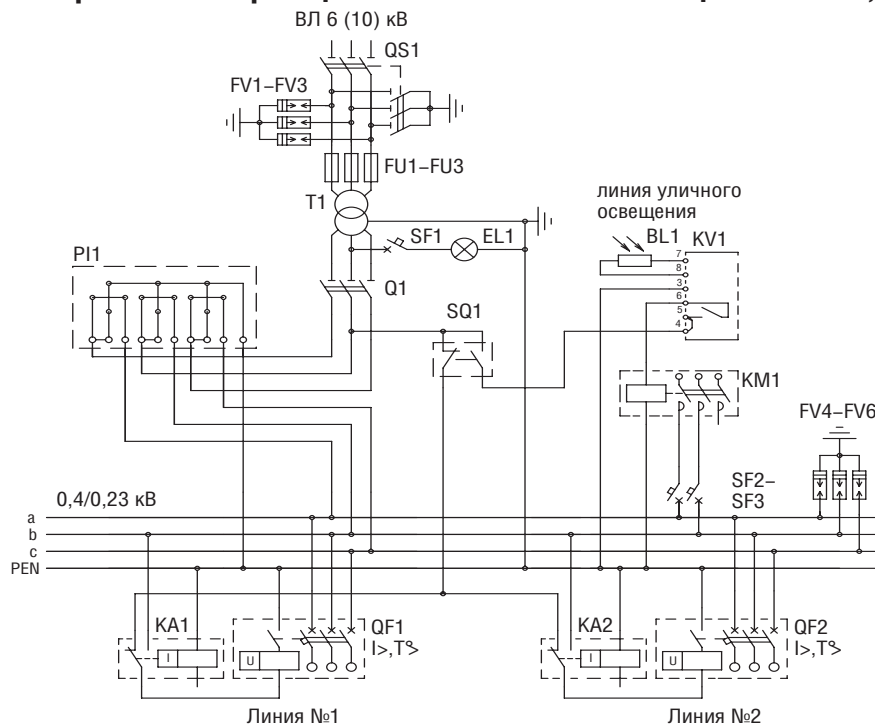 ВЛ 6 (10) кВ
QS1
FV1–FV3
FU1–FU3
T1
линия уличного
освещения
SF1
EL1
BL1
KV1
7
8
3
6
5
4
PI1
Q1
SQ1
KM1
FV4–FV6
SF2–
SF3
0,4/0,23 кВ
a
b
c
PEN
KA1
I
U
QF1
I>,T°>
KA2
I
U
QF2
I>,T°>
Линия №1
Линия №2